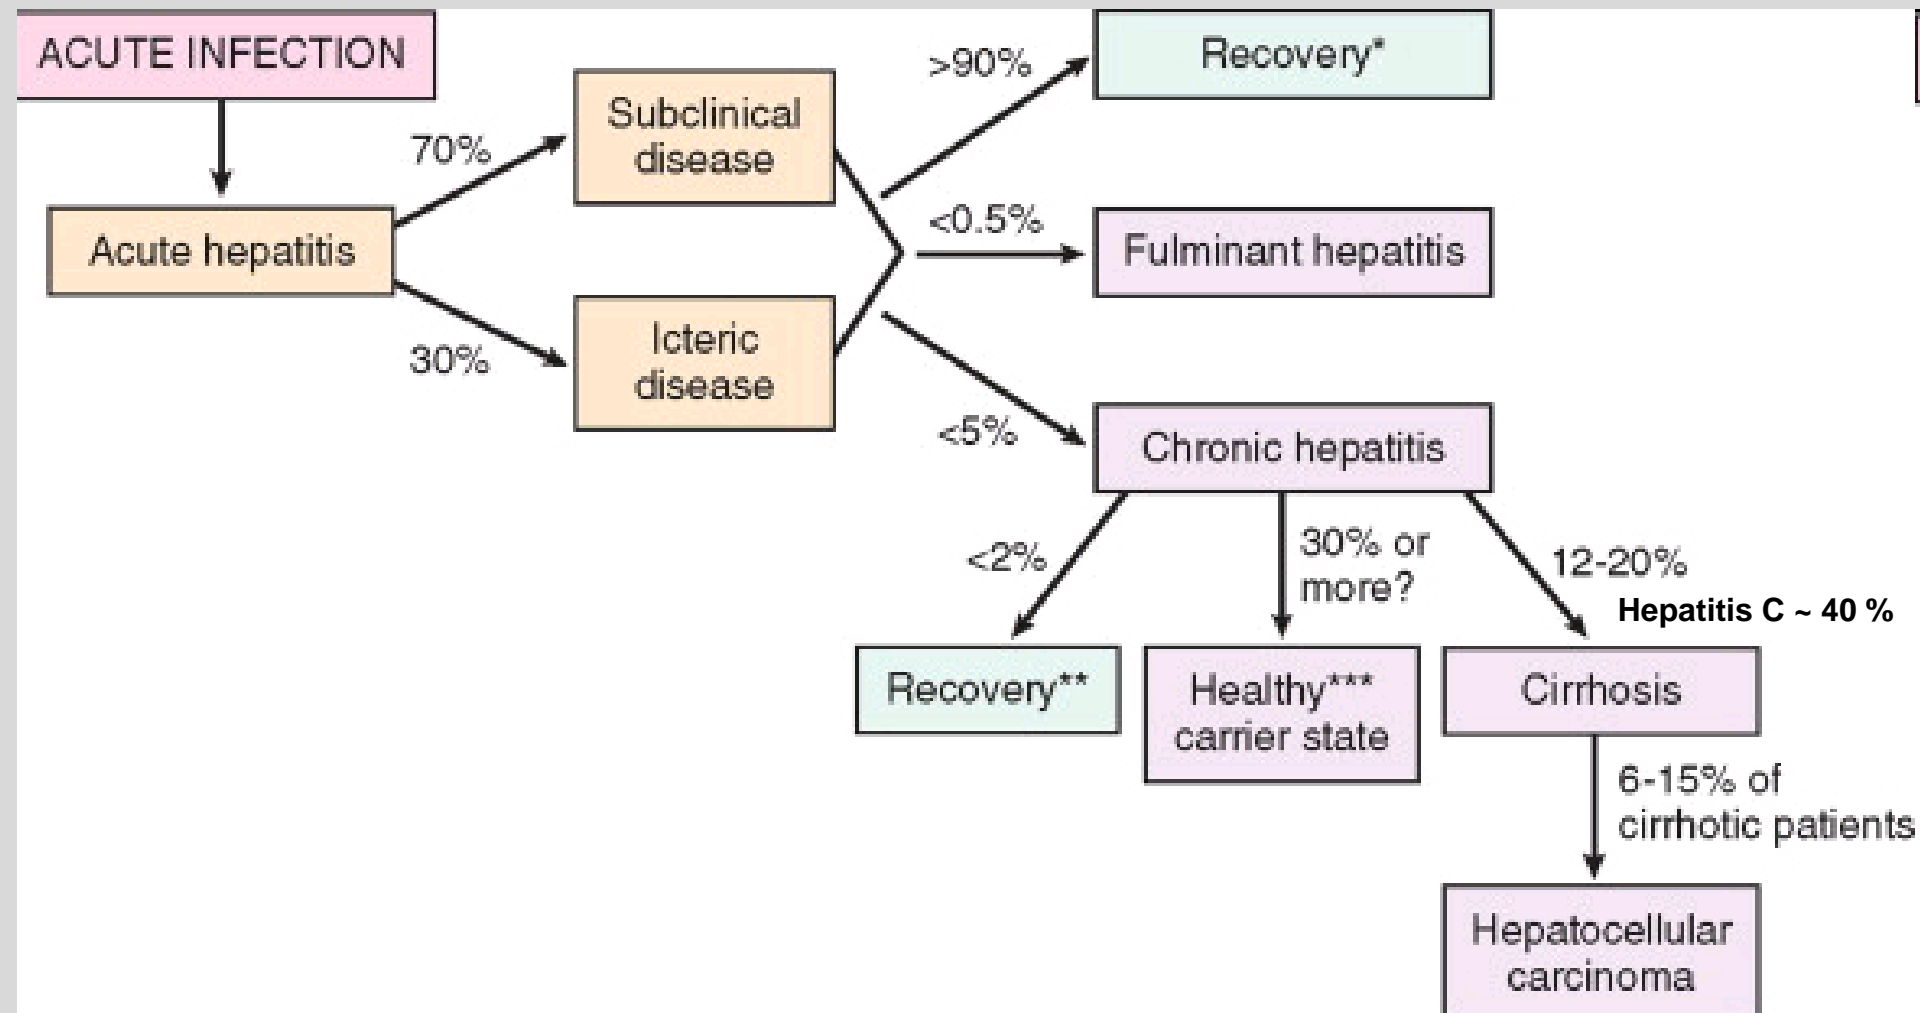 ACUTE INFECTION
Acute hepatitis
70%
30%
Subclinical
disease
Icteric
disease
>90%
<0.5%
<5%
Recovery*
Fulminant hepatitis
Chronic hepatitis
<2%
30% or
more?
12-20%
Hepatitis C ~ 40 %
Recovery**
Healthy***
carrier state
Cirrhosis
6-15% of
cirrhotic patients
Hepatocellular
carcinoma